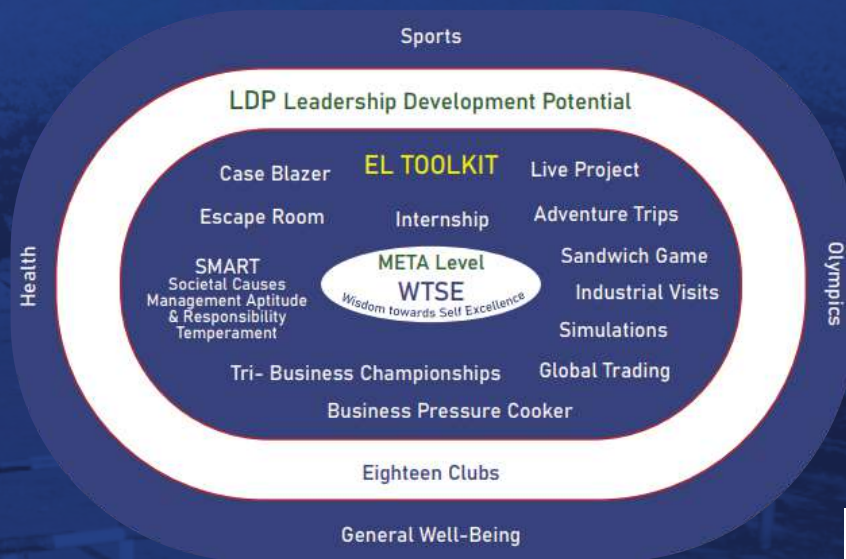 Sports
LDP Leadership Development Potential
EL TOOLKIT
Case Blazer
Live Project
Escape Room
Internship
Adventure Trips
Health
Olympics
SMART
Societal Causes
Management Aptitude
& Responsibility
Temperament
META Level
WTSE
Wisdom towards Self Excellence
Sandwich Game
Industrial Visits
Simulations
Tri- Business Championships
Global Trading
Business Pressure Cooker
Eighteen Clubs
General Well-Being